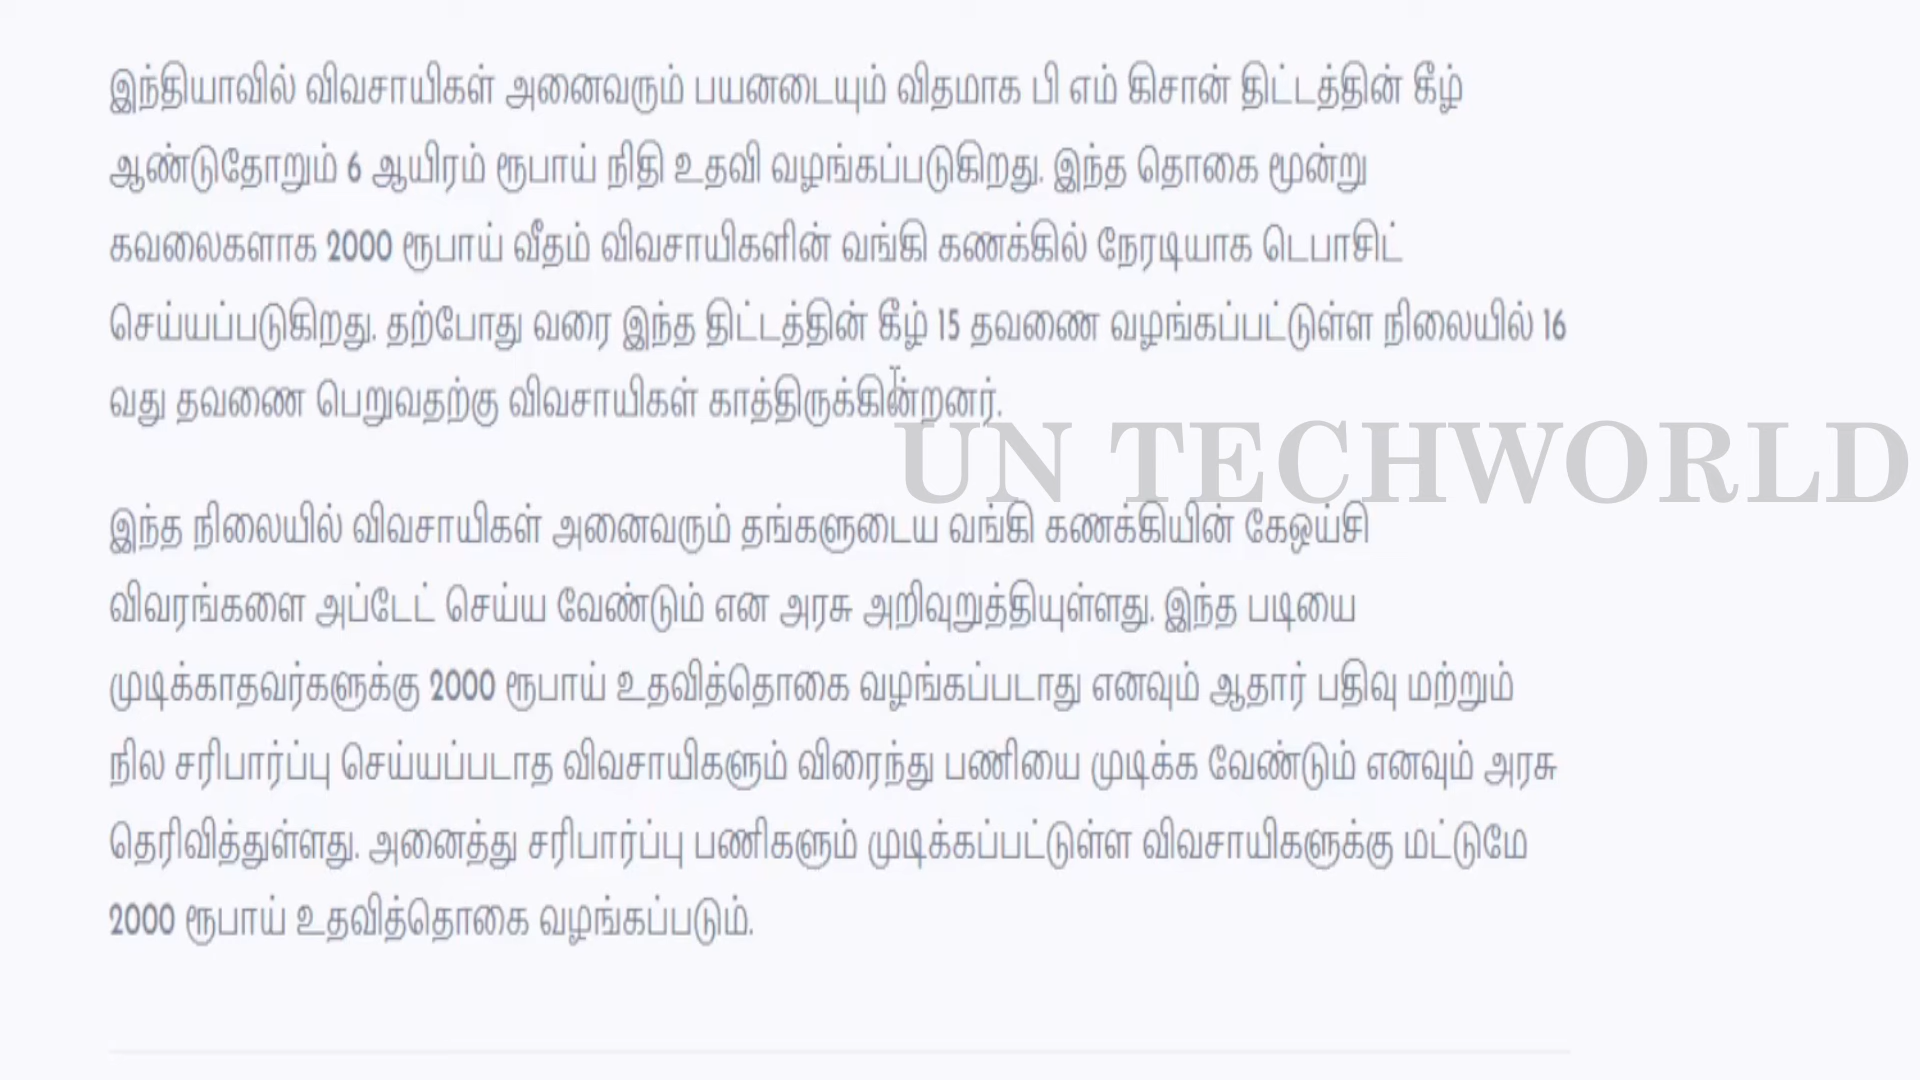 இந்தியாவில் விவசாயிகள் அனைவரும் பயனடையும் விதமாக பி எம் கிசான் திட்டத்தின் கீழ்
ஆண்டுதோறும் 6 ஆயிரம் ரூபாய் நிதி உதவி வழங்கப்படுகிறது. இந்த தொகை மூன்று
கவலைகளாக 2000 ரூபாய் வீதம் விவசாயிகளின் வங்கி கணக்கில் நேரடியாக டெபாசிட்
செய்யப்படுகிறது. தற்போது வரை இந்த திட்டத்தின் கீழ் 15 தவணை வழங்கப்பட்டுள்ள நிலையில் 16
வது தவணை பெறுவதற்கு விவசாயிகள் காத்திருக்கின்றனர்.
UN TECHWORLD
இந்த நிலையில் விவசாயிகள் அனைவரும் தங்களுடைய வங்கி கணக்கியின் கேஒய்சி
விவரங்களை அப்டேட் செய்ய வேண்டும் என அரசு அறிவுறுத்தியுள்ளது. இந்த படியை
முடிக்காதவர்களுக்கு 2000 ரூபாய் உதவித்தொகை வழங்கப்படாது எனவும் ஆதார் பதிவு மற்றும்
நில சரிபார்ப்பு செய்யப்படாத விவசாயிகளும் விரைந்து பணியை முடிக்க வேண்டும் எனவும் அரசு
தெரிவித்துள்ளது. அனைத்து சரிபார்ப்பு பணிகளும் முடிக்கப்பட்டுள்ள விவசாயிகளுக்கு மட்டுமே
2000 ரூபாய் உதவித்தொகை வழங்கப்படும்.